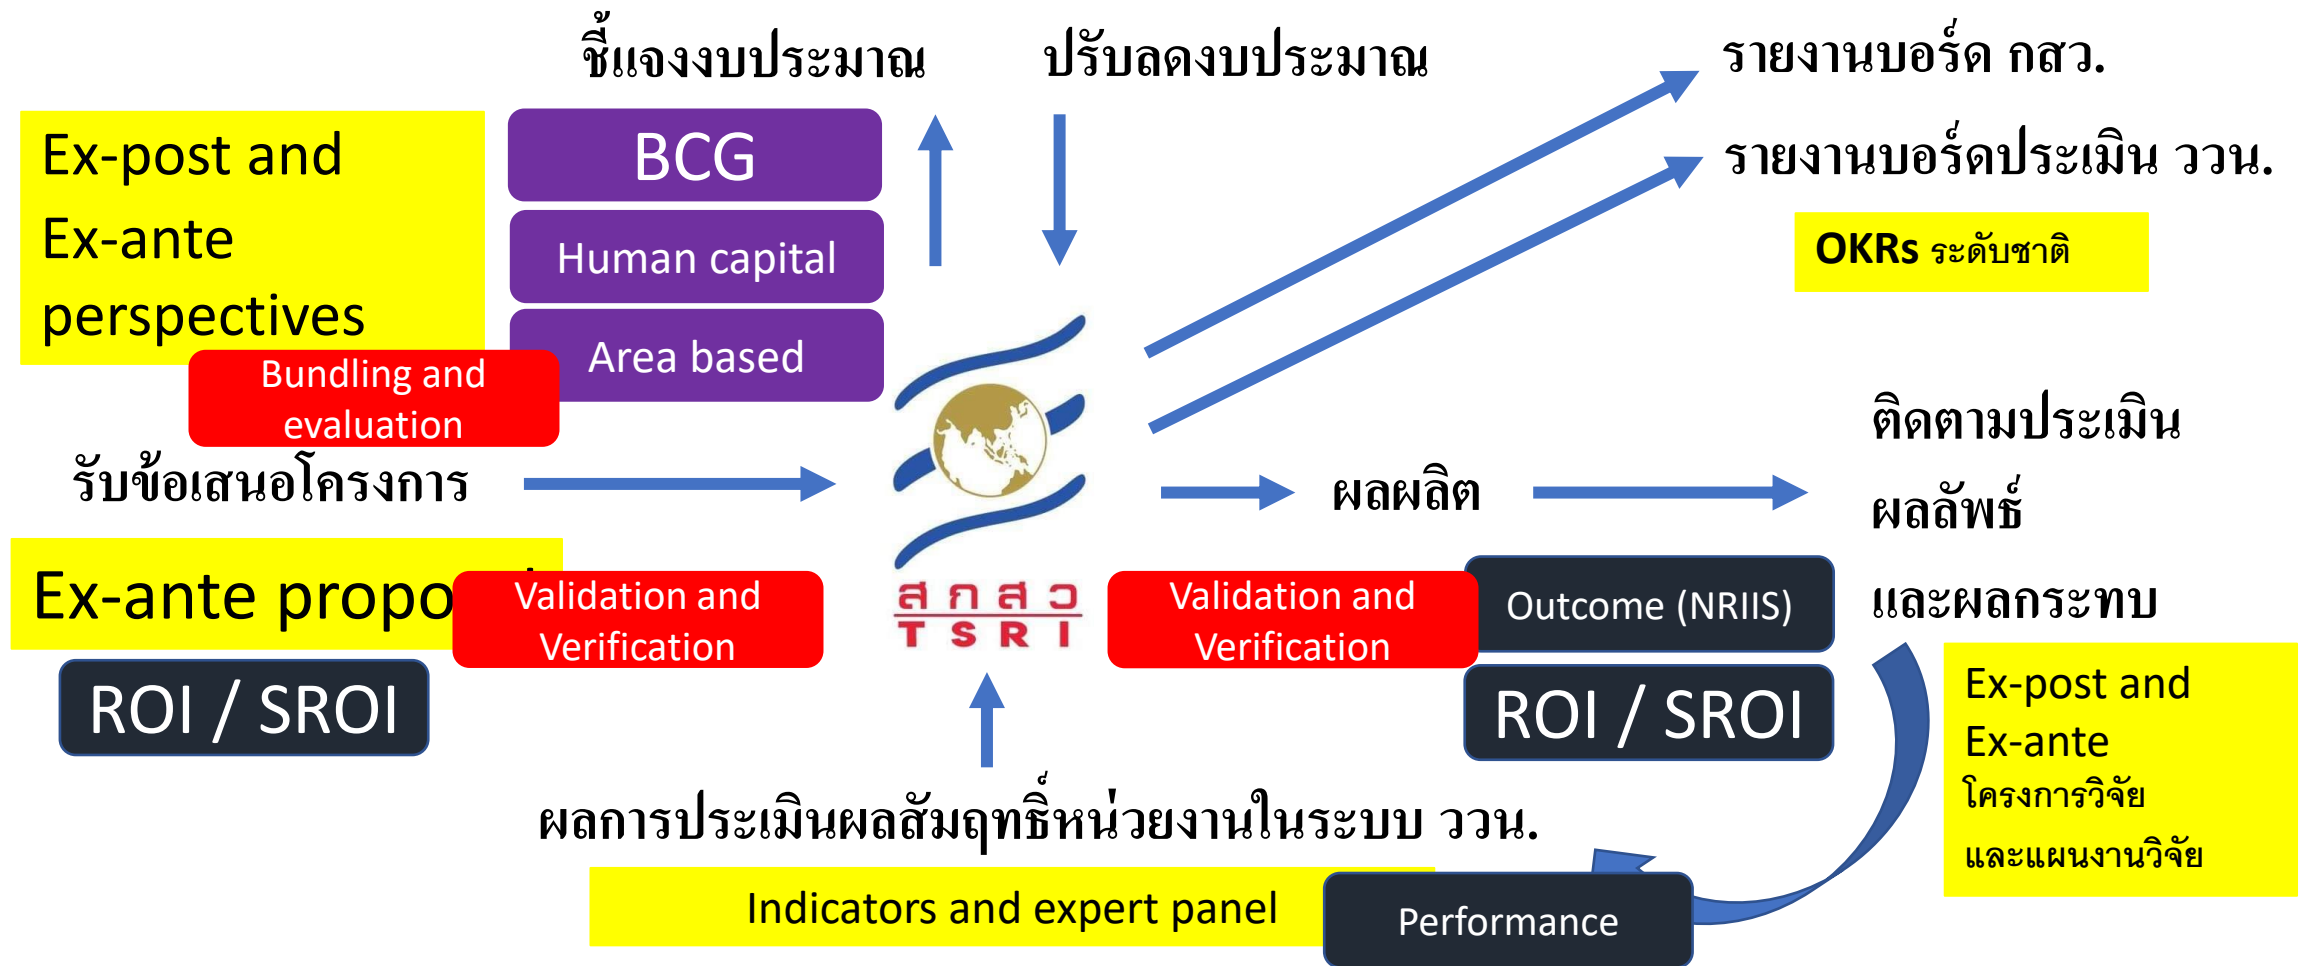 ชี้แจงงบประมาณ
ปรับลดงบประมาณ
รายงานบอร์ด กสว.
รายงานบอร์ดประเมิน ววน.
OKRs ระดับชาติ
Ex-post and
Ex-ante
perspectives
BCG
Human capital
Area based
Bundling and
evaluation
รับข้อเสนอโครงการ
Ex-ante propo
Validation and
Verification
ROI / SROI
สกสว
TSRI
ผลผลิต
Validation and
Verification
Outcome (NRIIS)
ROI / SROI
ติดตามประเมิน
ผลลัพธ์
และผลกระทบ
Ex-post and
Ex-ante
โครงการวิจัย
และแผนงานวิจัย
ผลการประเมินผลสัมฤทธิ์หน่วยงานในระบบ ววน.
Indicators and expert panel
Performance